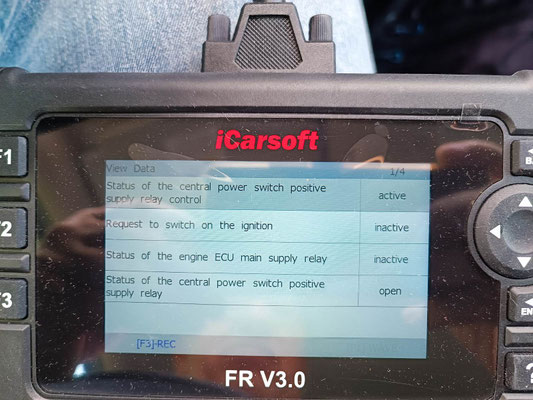 iCarsoft
View Data 1/4
Status of the central power switch positive
supply relay control active
Request to switch on the ignition inactive
Status of the engine ECU main supply relay inactive
Status of the central power switch positive
supply relay open
[F3]-REC
FR V3.0
F1
F2
F3
?